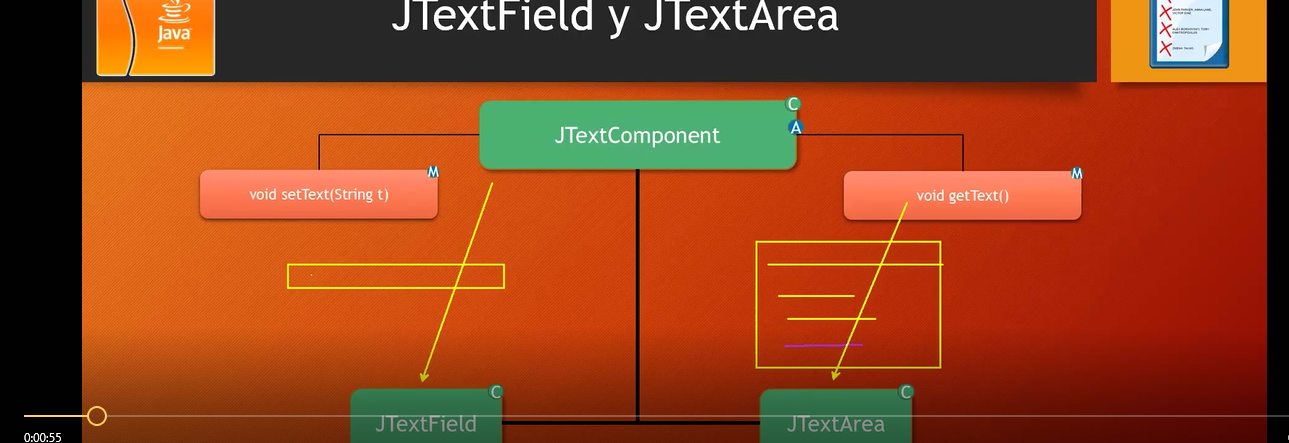 JTextField y JTextArea
Java
C
JTextComponent
A
M
void setText(String t)
M
void getText()
C
JTextField
C
JTextArea
0:00:55